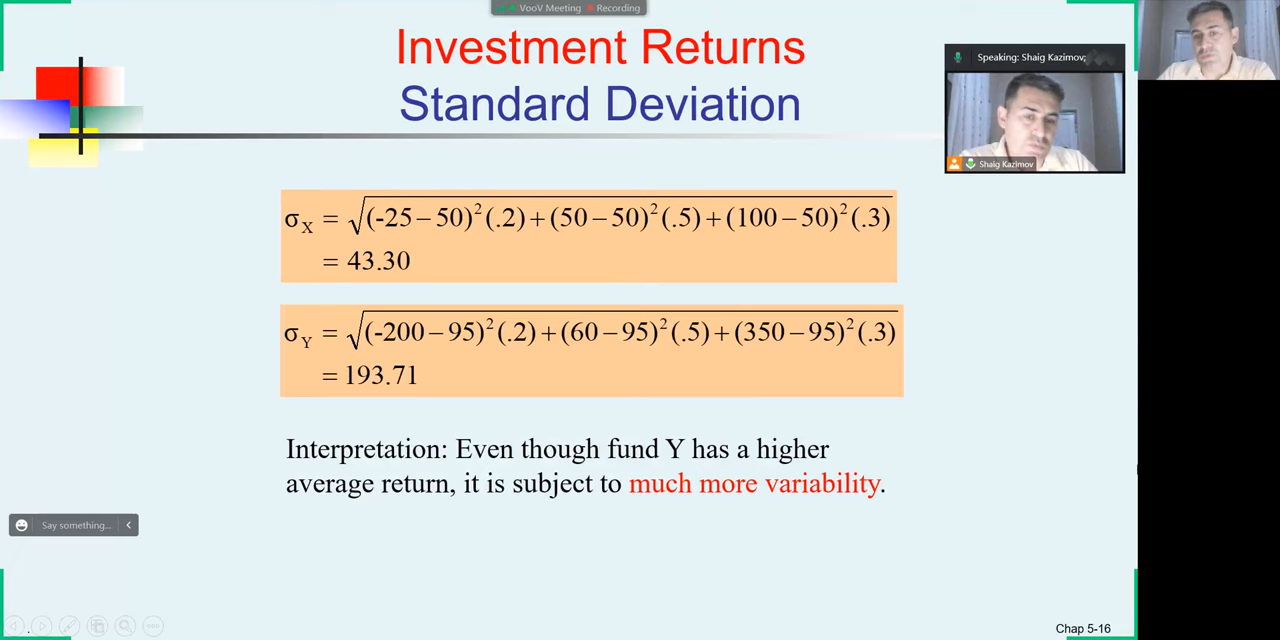 VooV Meeting Recording
Investment Returns
Standard Deviation
Speaking: Shaig Kazimov;
Shaig Kazimov
σX = √(-25 – 50)²(.2) + (50 – 50)²(.5) + (100 – 50)²(.3)
= 43.30
σY = √(-200 – 95)²(.2) + (60 – 95)²(.5) + (350 – 95)²(.3)
= 193.71
Interpretation: Even though fund Y has a higher
average return, it is subject to much more variability.
Say something...
Chap 5-16